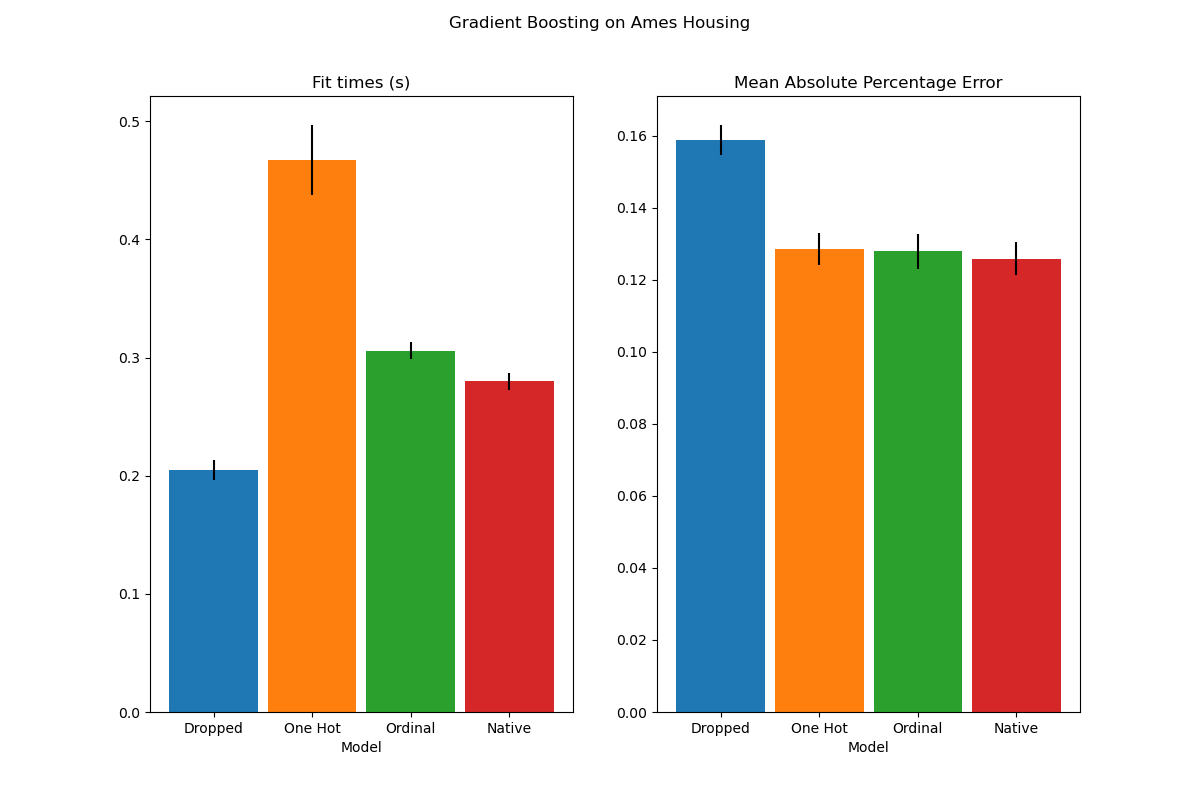 Gradient Boosting on Ames Housing
Fit times (s)
0.5
0.4
0.3
0.2
0.1
0.0
Dropped One Hot Ordinal Native
Model
Mean Absolute Percentage Error
0.16
0.14
0.12
0.10
0.08
0.06
0.04
0.02
0.00
Dropped One Hot Ordinal Native
Model